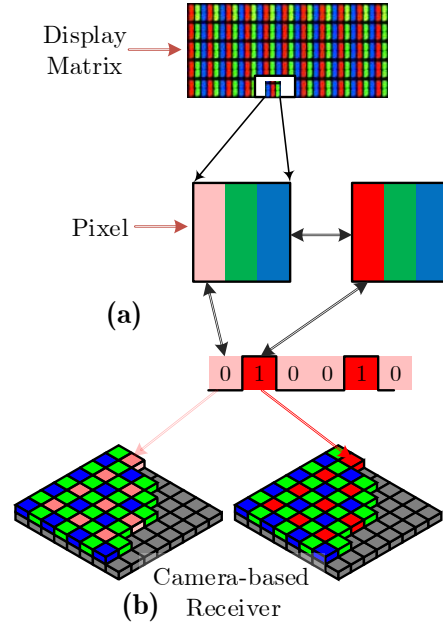 Display
Matrix
Pixel
(a)
0 1 0 0 1 0
Camera-based
(b) Receiver